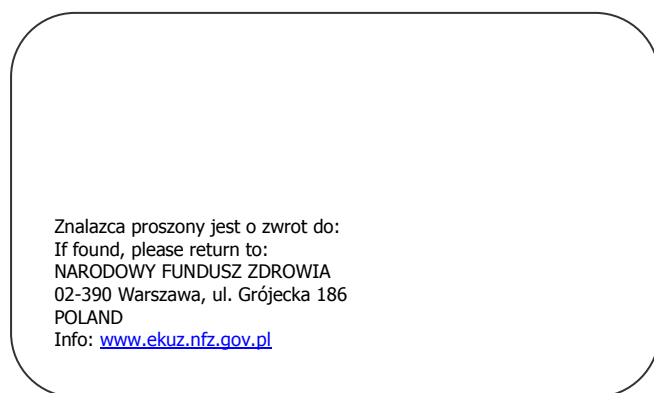 Znalazca proszony jest o zwrot do:
If found, please return to:
NARODOWY FUNDUSZ ZDROWIA
02-390 Warszawa, ul. Grójecka 186
POLAND
Info: www.ekuz.nfz.gov.pl